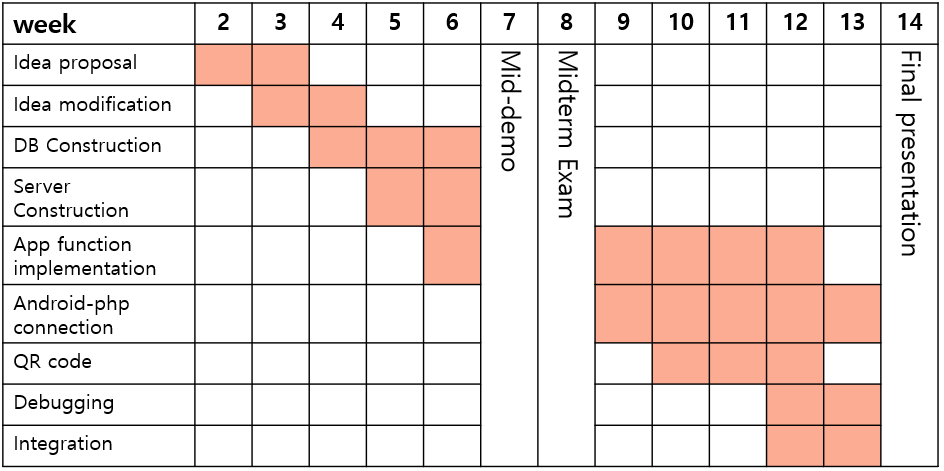 week 2 3 4 5 6 7 8 9 10 11 12 13 14
Idea proposal
Idea modification
DB Construction
Server
Construction
App function
implementation
Android-php
connection
QR code
Debugging
Integration
Mid-demo
Midterm Exam
Final presentation